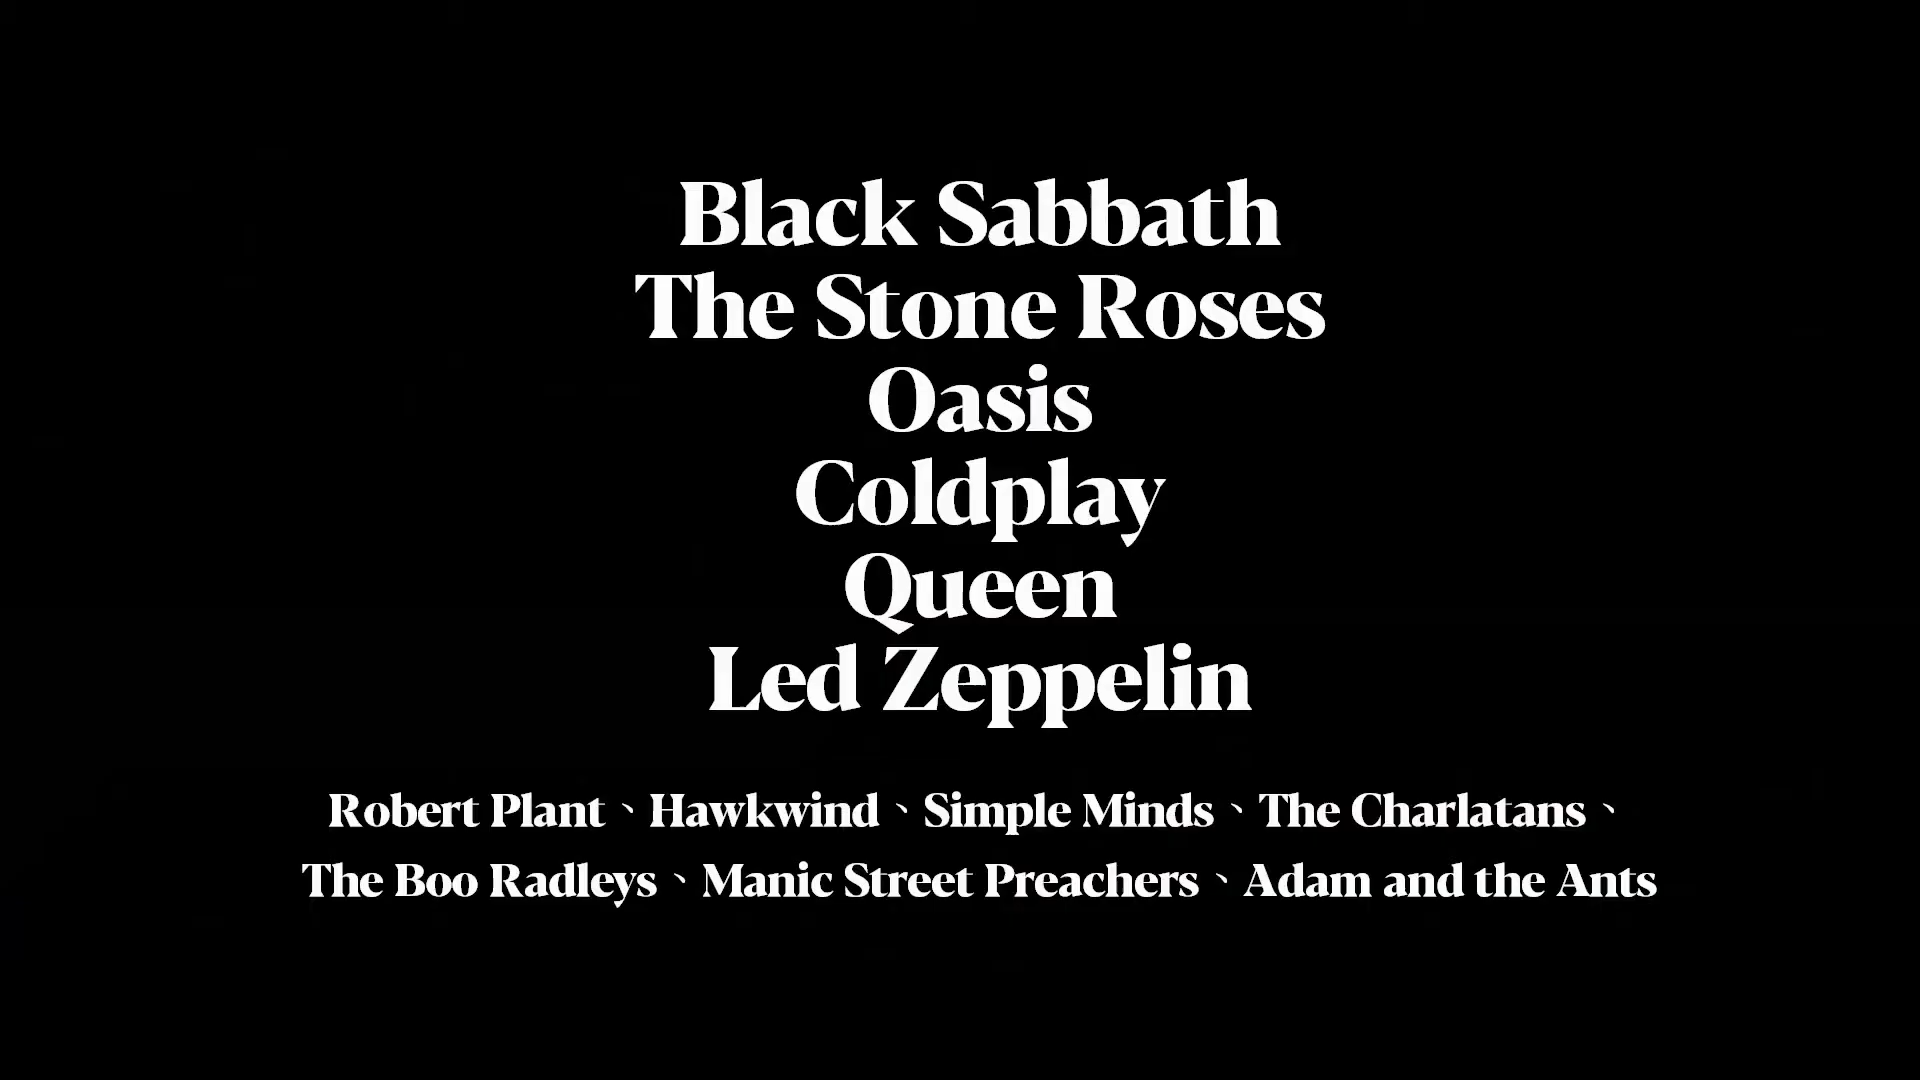 Black Sabbath
The Stone Roses
Oasis
Coldplay
Queen
Led Zeppelin
Robert Plant、Hawkwind、Simple Minds、The Charlatans、
The Boo Radleys、Manic Street Preachers、Adam and the Ants